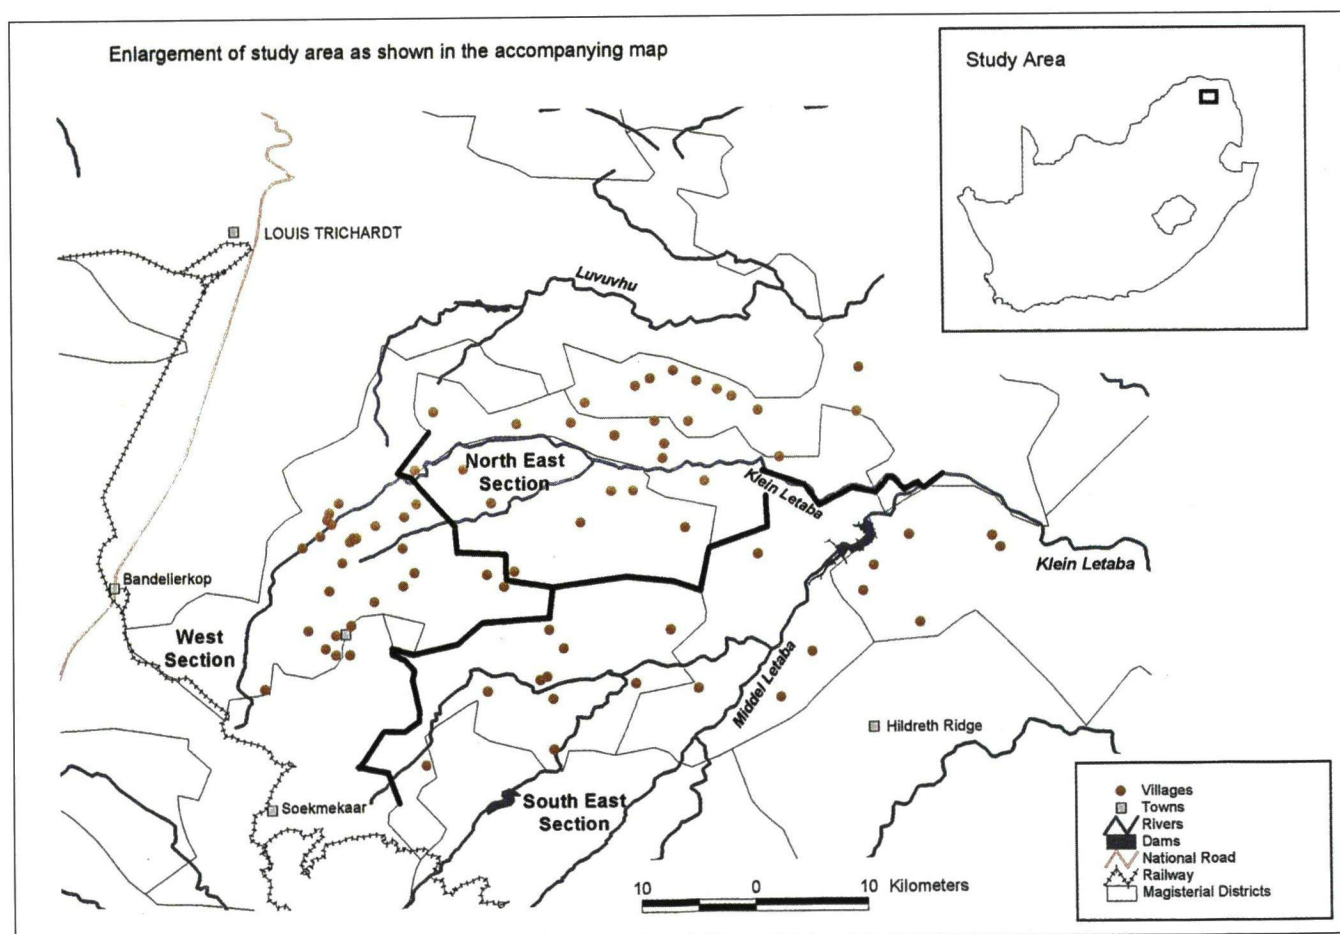 Enlargement of study area as shown in the accompanying map
Study Area
LOUIS TRICHARDT
Luvuvhu
North East
Section
Klein Letaba
Klein Letaba
Bandelierkop
West
Section
Middel Letaba
Hildreth Ridge
Soekmekaar
South East
Section
10 0 10 Kilometers
Villages
Towns
Rivers
Dams
National Road
Railway
Magisterial Districts